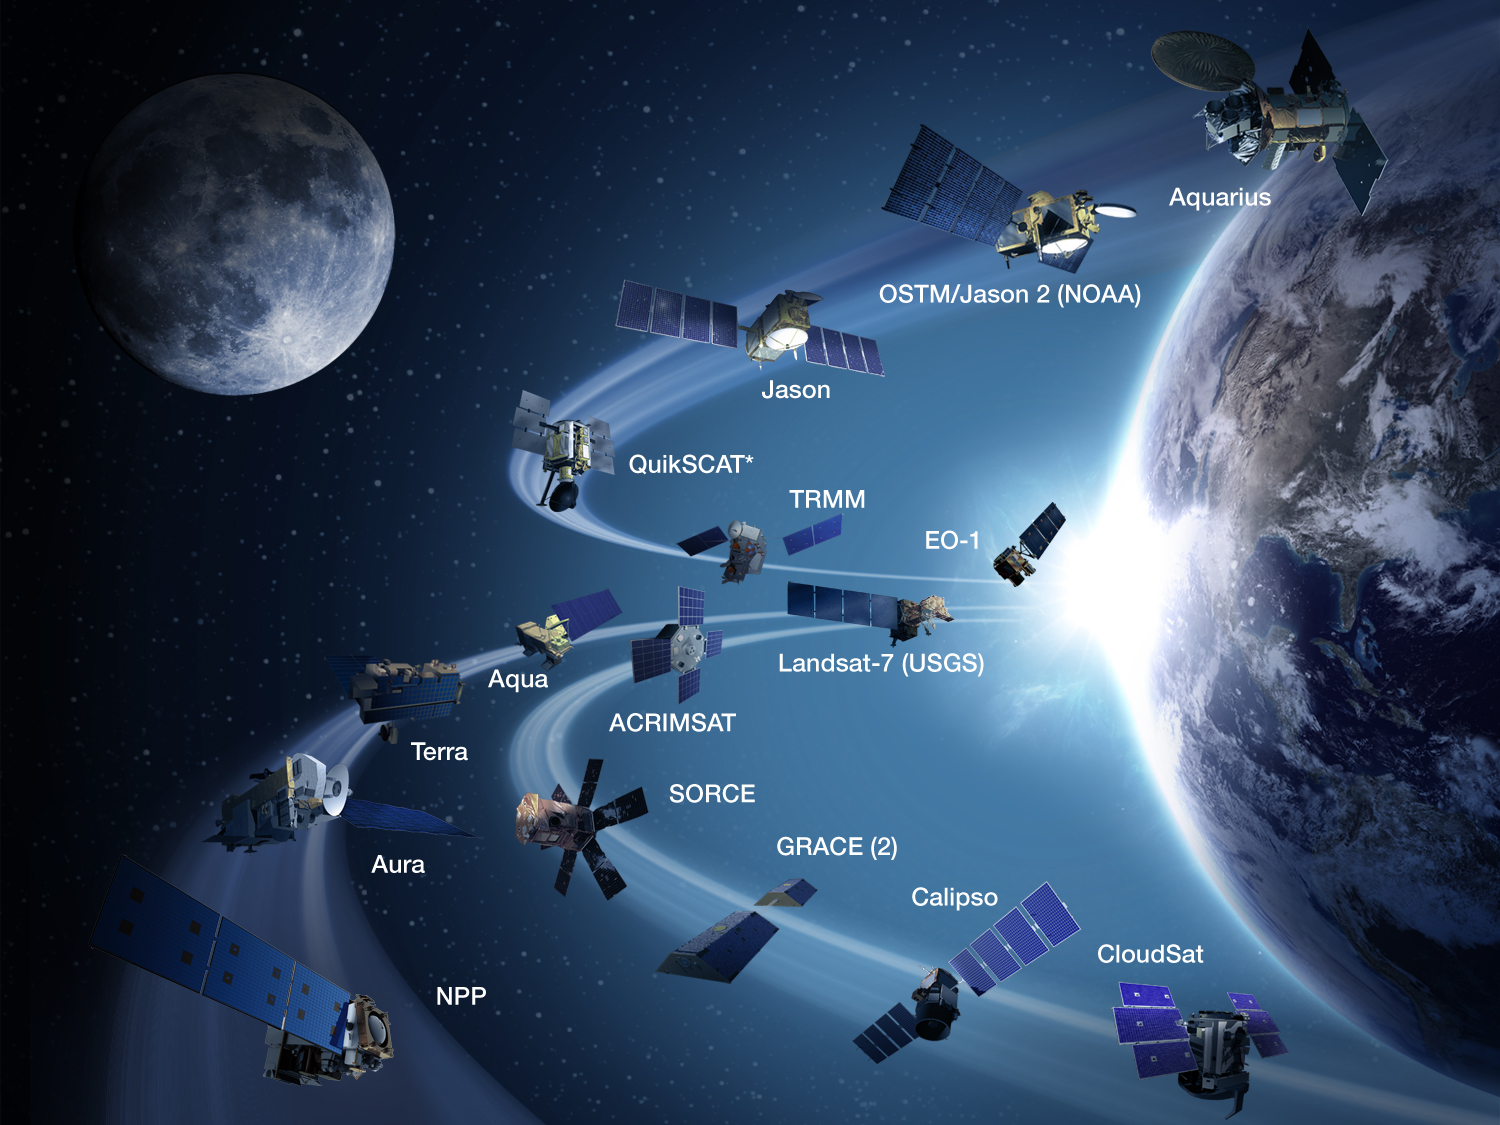 Aquarius
OSTM/Jason 2 (NOAA)
Jason
QuikSCAT*
TRMM
EO-1
Landsat-7 (USGS)
Aqua
ACRIMSAT
Terra
SORCE
GRACE (2)
Aura
Calipso
CloudSat
NPP